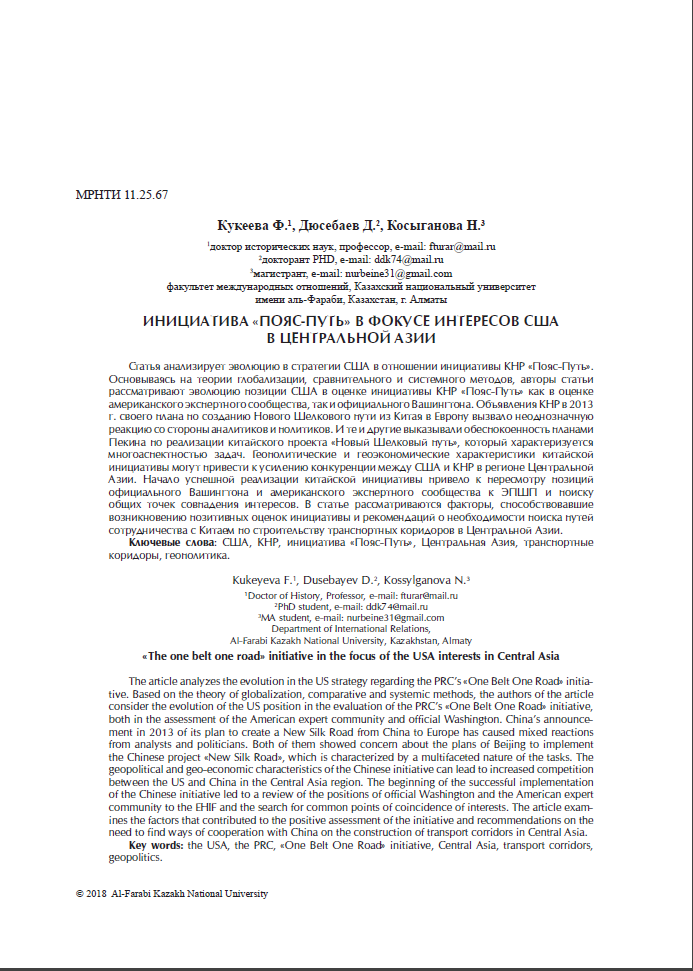 МРНТИ 11.25.67
Кукеева Ф.¹, Дюсебаев Д.², Косыганова Н.³
¹доктор исторических наук, профессор, e-mail: fturar@mail.ru
²докторант PHD, e-mail: ddk74@mail.ru
³магистрант, e-mail: nurbeine31@gmail.com
факультет международных отношений, Казахский национальный университет
имени аль-Фараби, Казахстан, г. Алматы
ИНИЦИАТИВА «ПОЯС-ПУТЬ» В ФОКУСЕ ИНТЕРЕСОВ США
В ЦЕНТРАЛЬНОЙ АЗИИ
Статья анализирует эволюцию в стратегии США в отношении инициативы КНР «Пояс-Путь».
Основываясь на теории глобализации, сравнительного и системного методов, авторы статьи
рассматривают эволюцию позиции США в оценке инициативы КНР «Пояс-Путь» как в оценке
американского экспертного сообщества, так и официального Вашингтона. Объявления КНР в 2013
г. своего плана по созданию Нового Шелкового пути из Китая в Европу вызвало неоднозначную
реакцию со стороны аналитиков и политиков. И те и другие выказывали обеспокоенность планами
Пекина по реализации китайского проекта «Новый Шелковый путь», который характеризуется
многоаспектностью задач. Геополитические и геоэкономические характеристики китайской
инициативы могут привести к усилению конкуренции между США и КНР в регионе Центральной
Азии. Начало успешной реализации китайской инициативы привело к пересмотру позиций
официального Вашингтона и американского экспертного сообщества к ЭПШП и поиску
общих точек совпадения интересов. В статье рассматриваются факторы, способствовавшие
возникновению позитивных оценок инициативы и рекомендаций о необходимости поиска путей
сотрудничества с Китаем по строительству транспортных коридоров в Центральной Азии.
Ключевые слова: США, КНР, инициатива «Пояс-Путь», Центральная Азия, транспортные
коридоры, геополитика.
Kukeyeva F.¹, Dusebayev D.², Kossylganova N.³
¹Doctor of History, Professor, e-mail: fturar@mail.ru
²PhD student, e-mail: ddk74@mail.ru
³MA student, e-mail: nurbeine31@gmail.com
Department of International Relations,
Al-Farabi Kazakh National University, Kazakhstan, Almaty
«The one belt one road» initiative in the focus of the USA interests in Central Asia
The article analyzes the evolution in the US strategy regarding the PRC's «One Belt One Road» initia-
tive. Based on the theory of globalization, comparative and systemic methods, the authors of the article
consider the evolution of the US position in the evaluation of the PRC's «One Belt One Road» initiative,
both in the assessment of the American expert community and official Washington. China's announce-
ment in 2013 of its plan to create a New Silk Road from China to Europe has caused mixed reactions
from analysts and politicians. Both of them showed concern about the plans of Beijing to implement
the Chinese project «New Silk Road», which is characterized by a multifaceted nature of the tasks. The
geopolitical and geo-economic characteristics of the Chinese initiative can lead to increased competition
between the US and China in the Central Asia region. The beginning of the successful implementation
of the Chinese initiative led to a review of the positions of official Washington and the American expert
community to the EHIF and the search for common points of coincidence of interests. The article exam-
ines the factors that contributed to the positive assessment of the initiative and recommendations on the
need to find ways of cooperation with China on the construction of transport corridors in Central Asia.
Key words: the USA, the PRC, «One Belt One Road» initiative, Central Asia, transport corridors,
geopolitics.
© 2018 Al-Farabi Kazakh National University